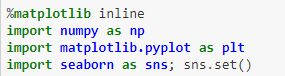 %matplotlib inline
import numpy as np
import matplotlib.pyplot as plt
import seaborn as sns; sns.set()